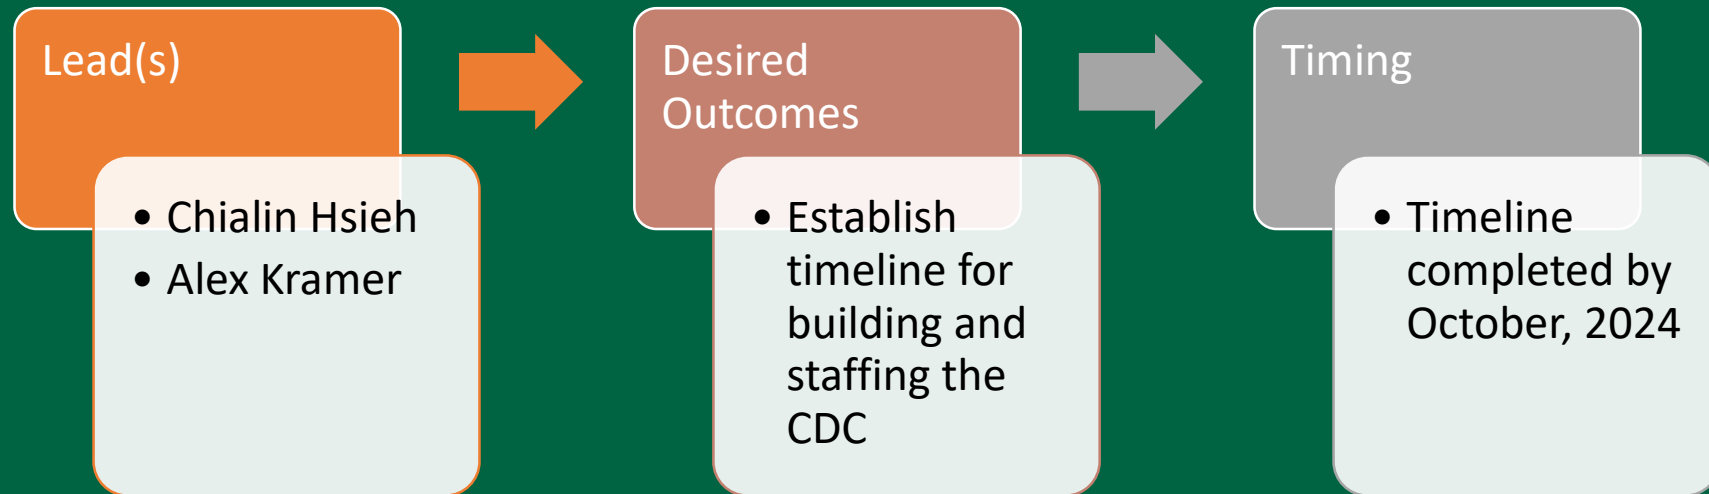 Lead(s)
• Chialin Hsieh
• Alex Kramer
Desired
Outcomes
• Establish
timeline for
building and
staffing the
CDC
Timing
• Timeline
completed by
October, 2024